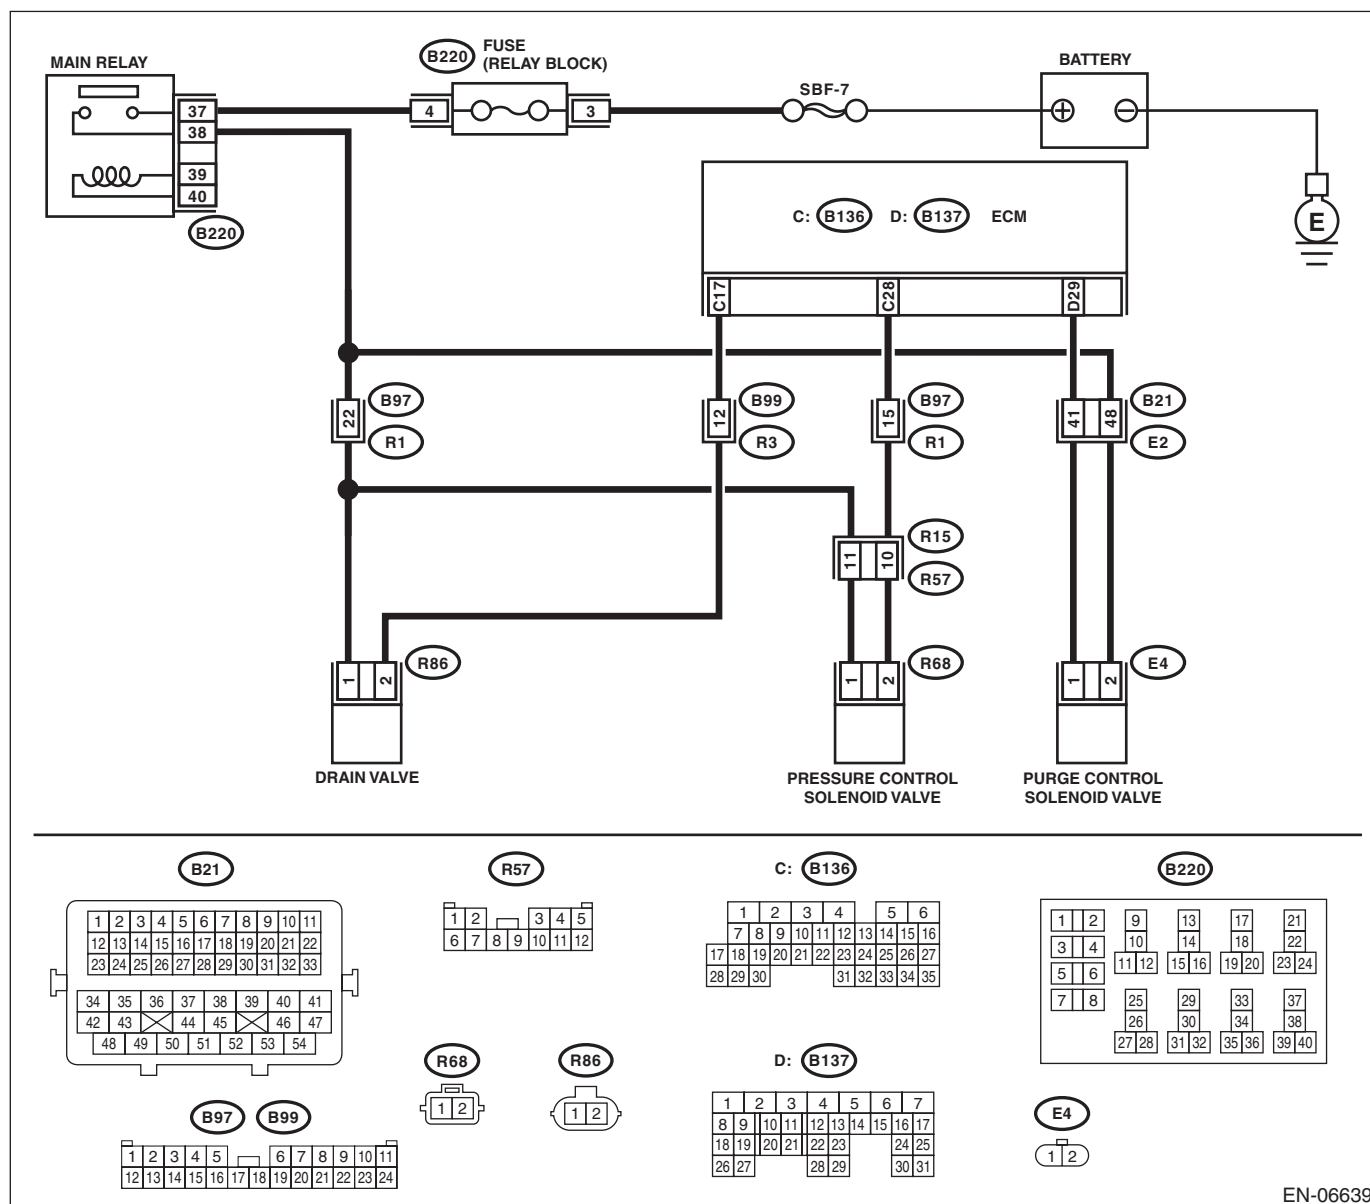 MAIN RELAY
B220
FUSE
(RELAY BLOCK)
SBF-7
BATTERY
37
38
39
40
4
3
B220
E
C: B136 D: B137 ECM
C17
C28
D29
22
B97
R1
12
B99
R3
15
B97
R1
41
48
B21
E2
11
10
R15
R57
1
2
R86
1
2
R68
1
2
E4
DRAIN VALVE
PRESSURE CONTROL
SOLENOID VALVE
PURGE CONTROL
SOLENOID VALVE
B21
1 2 3 4 5 6 7 8 9 10 11
12 13 14 15 16 17 18 19 20 21 22
23 24 25 26 27 28 29 30 31 32 33
34 35 36 37 38 39 40 41
42 43 44 45 46 47
48 49 50 51 52 53 54
R57
1 2 3 4 5
6 7 8 9 10 11 12
C: B136
1 2 3 4 5 6
7 8 9 10 11 12 13 14 15 16
17 18 19 20 21 22 23 24 25 26 27
28 29 30 31 32 33 34 35
B220
1 2 9 13 17 21
3 4 10 14 18 22
11 12 15 16 19 20 23 24
5 6
7 8 25 29 33 37
26 30 34 38
27 28 31 32 35 36 39 40
R68
1 2
R86
1 2
D: B137
1 2 3 4 5 6 7
8 9 10 11 12 13 14 15 16 17
18 19 20 21 22 23 24 25
26 27 28 29 30 31
E4
1 2
B97 B99
1 2 3 4 5 6 7 8 9 10 11
12 13 14 15 16 17 18 19 20 21 22 23 24
EN-06639